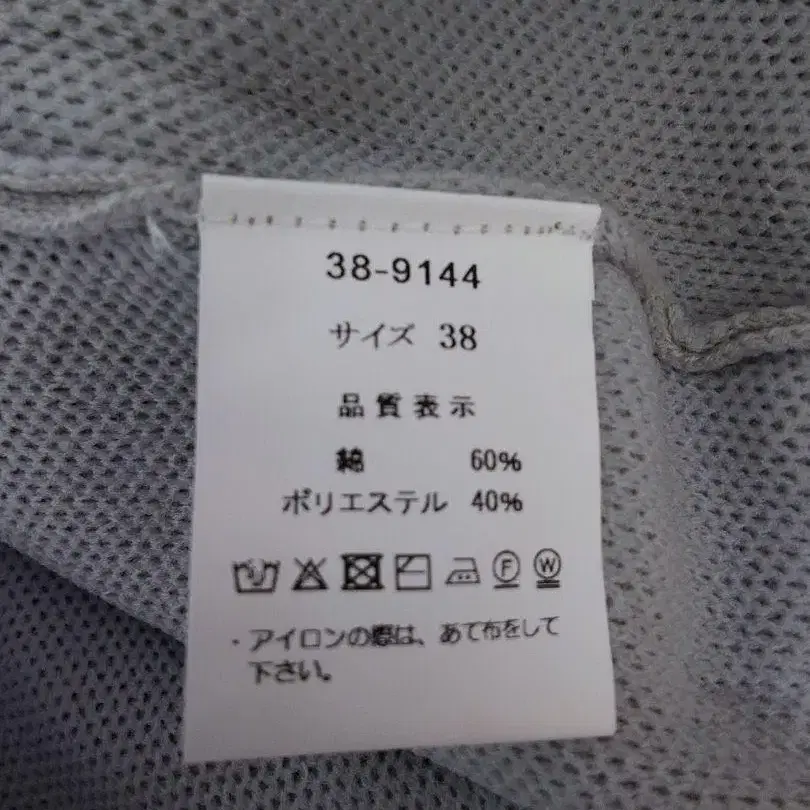 38-9144
サイズ 38
品質表示
綿 60%
ポリエステル 40%
F W
・アイロンの際は、あて布をして
下さい。